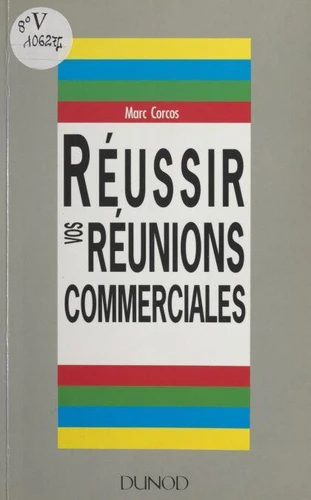 8° V
10627
Marc Corcos
RÉUSSIR
VOS
RÉUNIONS
COMMERCIALES
DUNOD